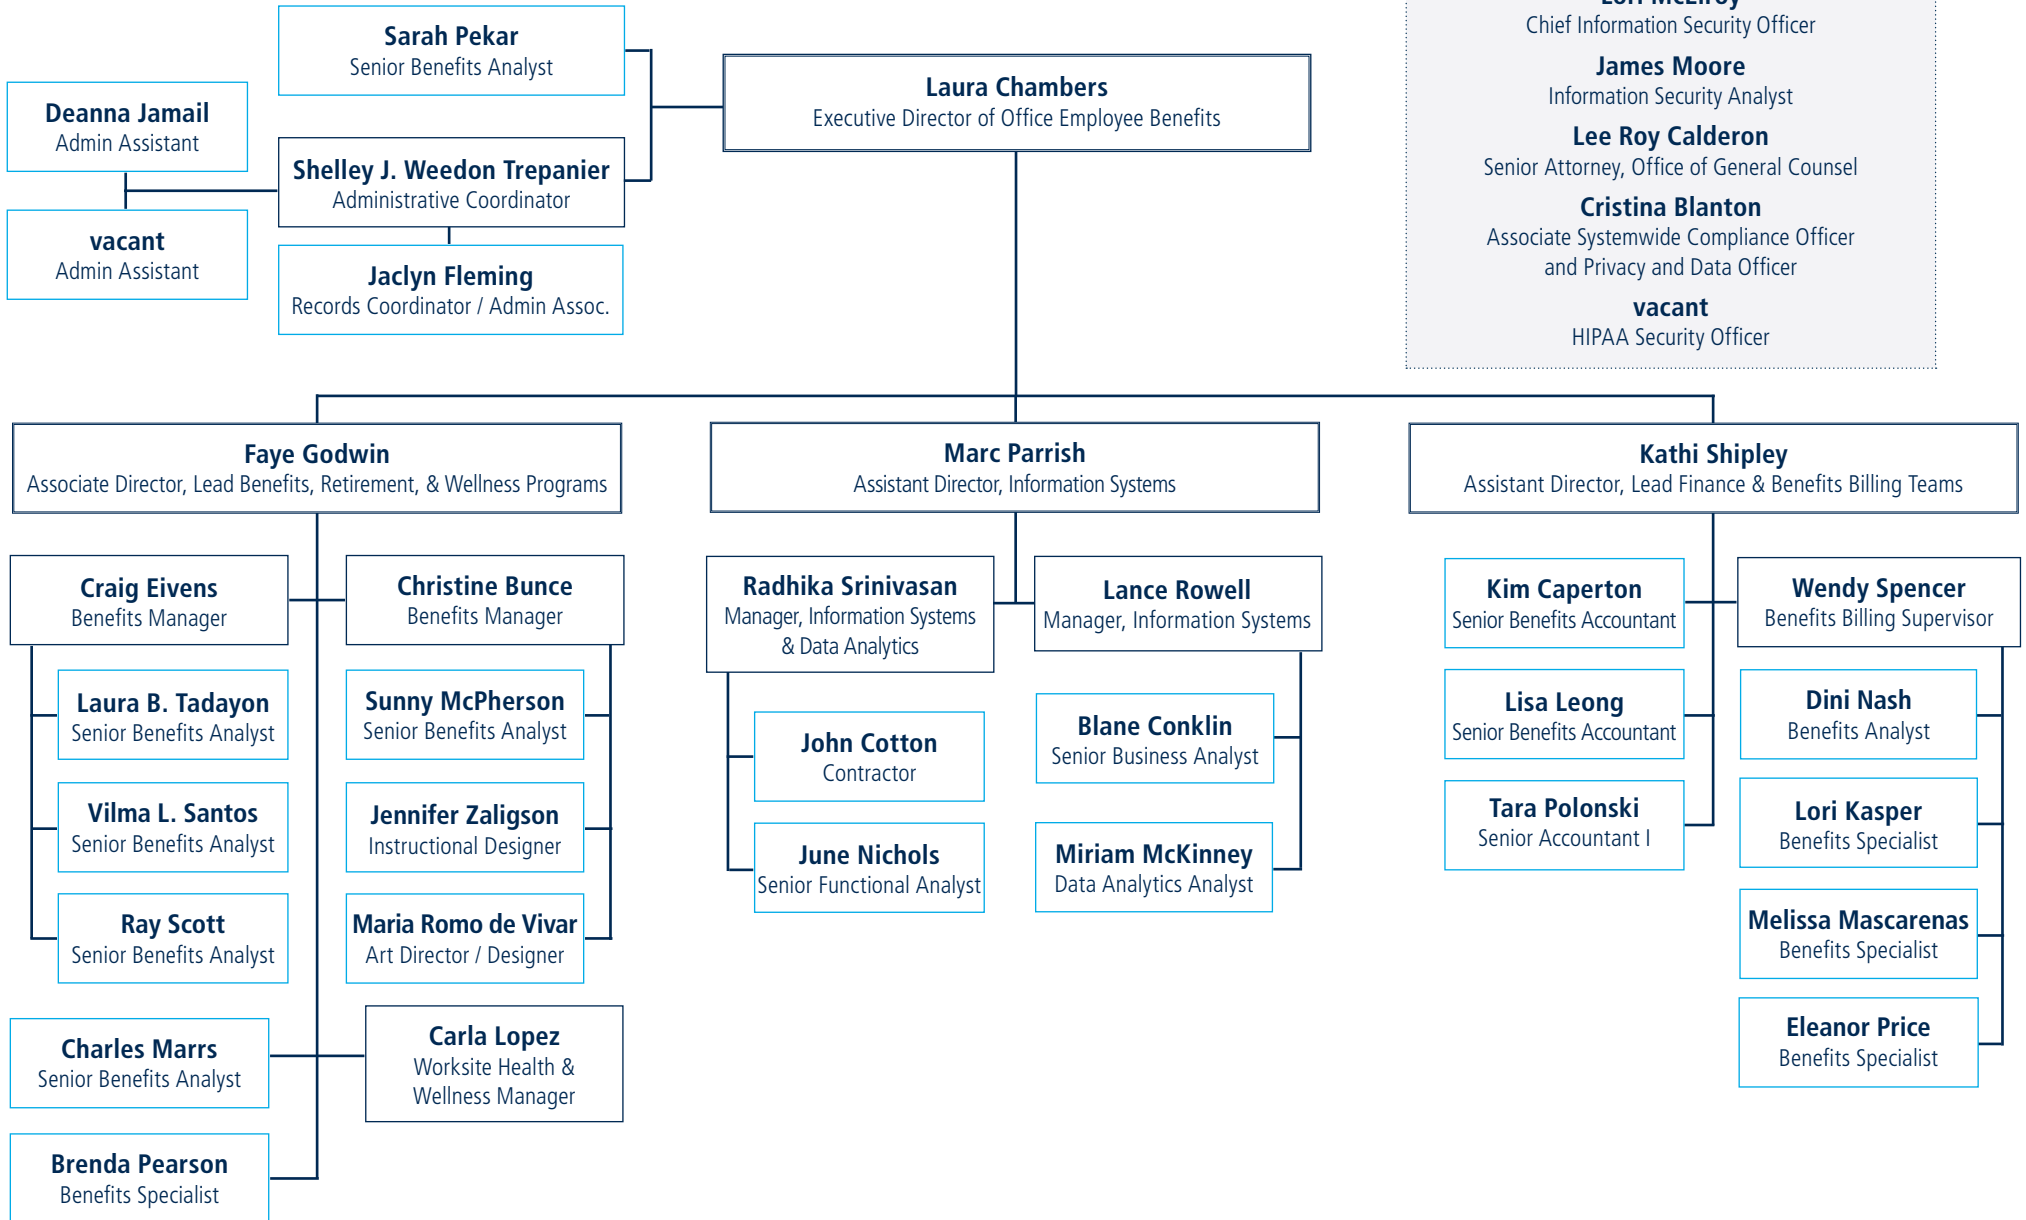 Sarah Pekar
Senior Benefits Analyst
Deanna Jamail
Admin Assistant
Shelley J. Weedon Trepanier
Administrative Coordinator
vacant
Admin Assistant
Jaclyn Fleming
Records Coordinator / Admin Assoc.
Laura Chambers
Executive Director of Office Employee Benefits
Chief Information Security Officer
James Moore
Information Security Analyst
Lee Roy Calderon
Senior Attorney, Office of General Counsel
Cristina Blanton
Associate Systemwide Compliance Officer
and Privacy and Data Officer
vacant
HIPAA Security Officer
Faye Godwin
Associate Director, Lead Benefits, Retirement, & Wellness Programs
Craig Eivens
Benefits Manager
Laura B. Tadayon
Senior Benefits Analyst
Vilma L. Santos
Senior Benefits Analyst
Ray Scott
Senior Benefits Analyst
Christine Bunce
Benefits Manager
Sunny McPherson
Senior Benefits Analyst
Jennifer Zaligson
Instructional Designer
Maria Romo de Vivar
Art Director / Designer
Charles Marrs
Senior Benefits Analyst
Carla Lopez
Worksite Health &
Wellness Manager
Brenda Pearson
Benefits Specialist
Marc Parrish
Assistant Director, Information Systems
Radhika Srinivasan
Manager, Information Systems
& Data Analytics
John Cotton
Contractor
June Nichols
Senior Functional Analyst
Lance Rowell
Manager, Information Systems
Blane Conklin
Senior Business Analyst
Miriam McKinney
Data Analytics Analyst
Kathi Shipley
Assistant Director, Lead Finance & Benefits Billing Teams
Kim Caperton
Senior Benefits Accountant
Lisa Leong
Senior Benefits Accountant
Tara Polonski
Senior Accountant I
Wendy Spencer
Benefits Billing Supervisor
Dini Nash
Benefits Analyst
Lori Kasper
Benefits Specialist
Melissa Mascarenas
Benefits Specialist
Eleanor Price
Benefits Specialist